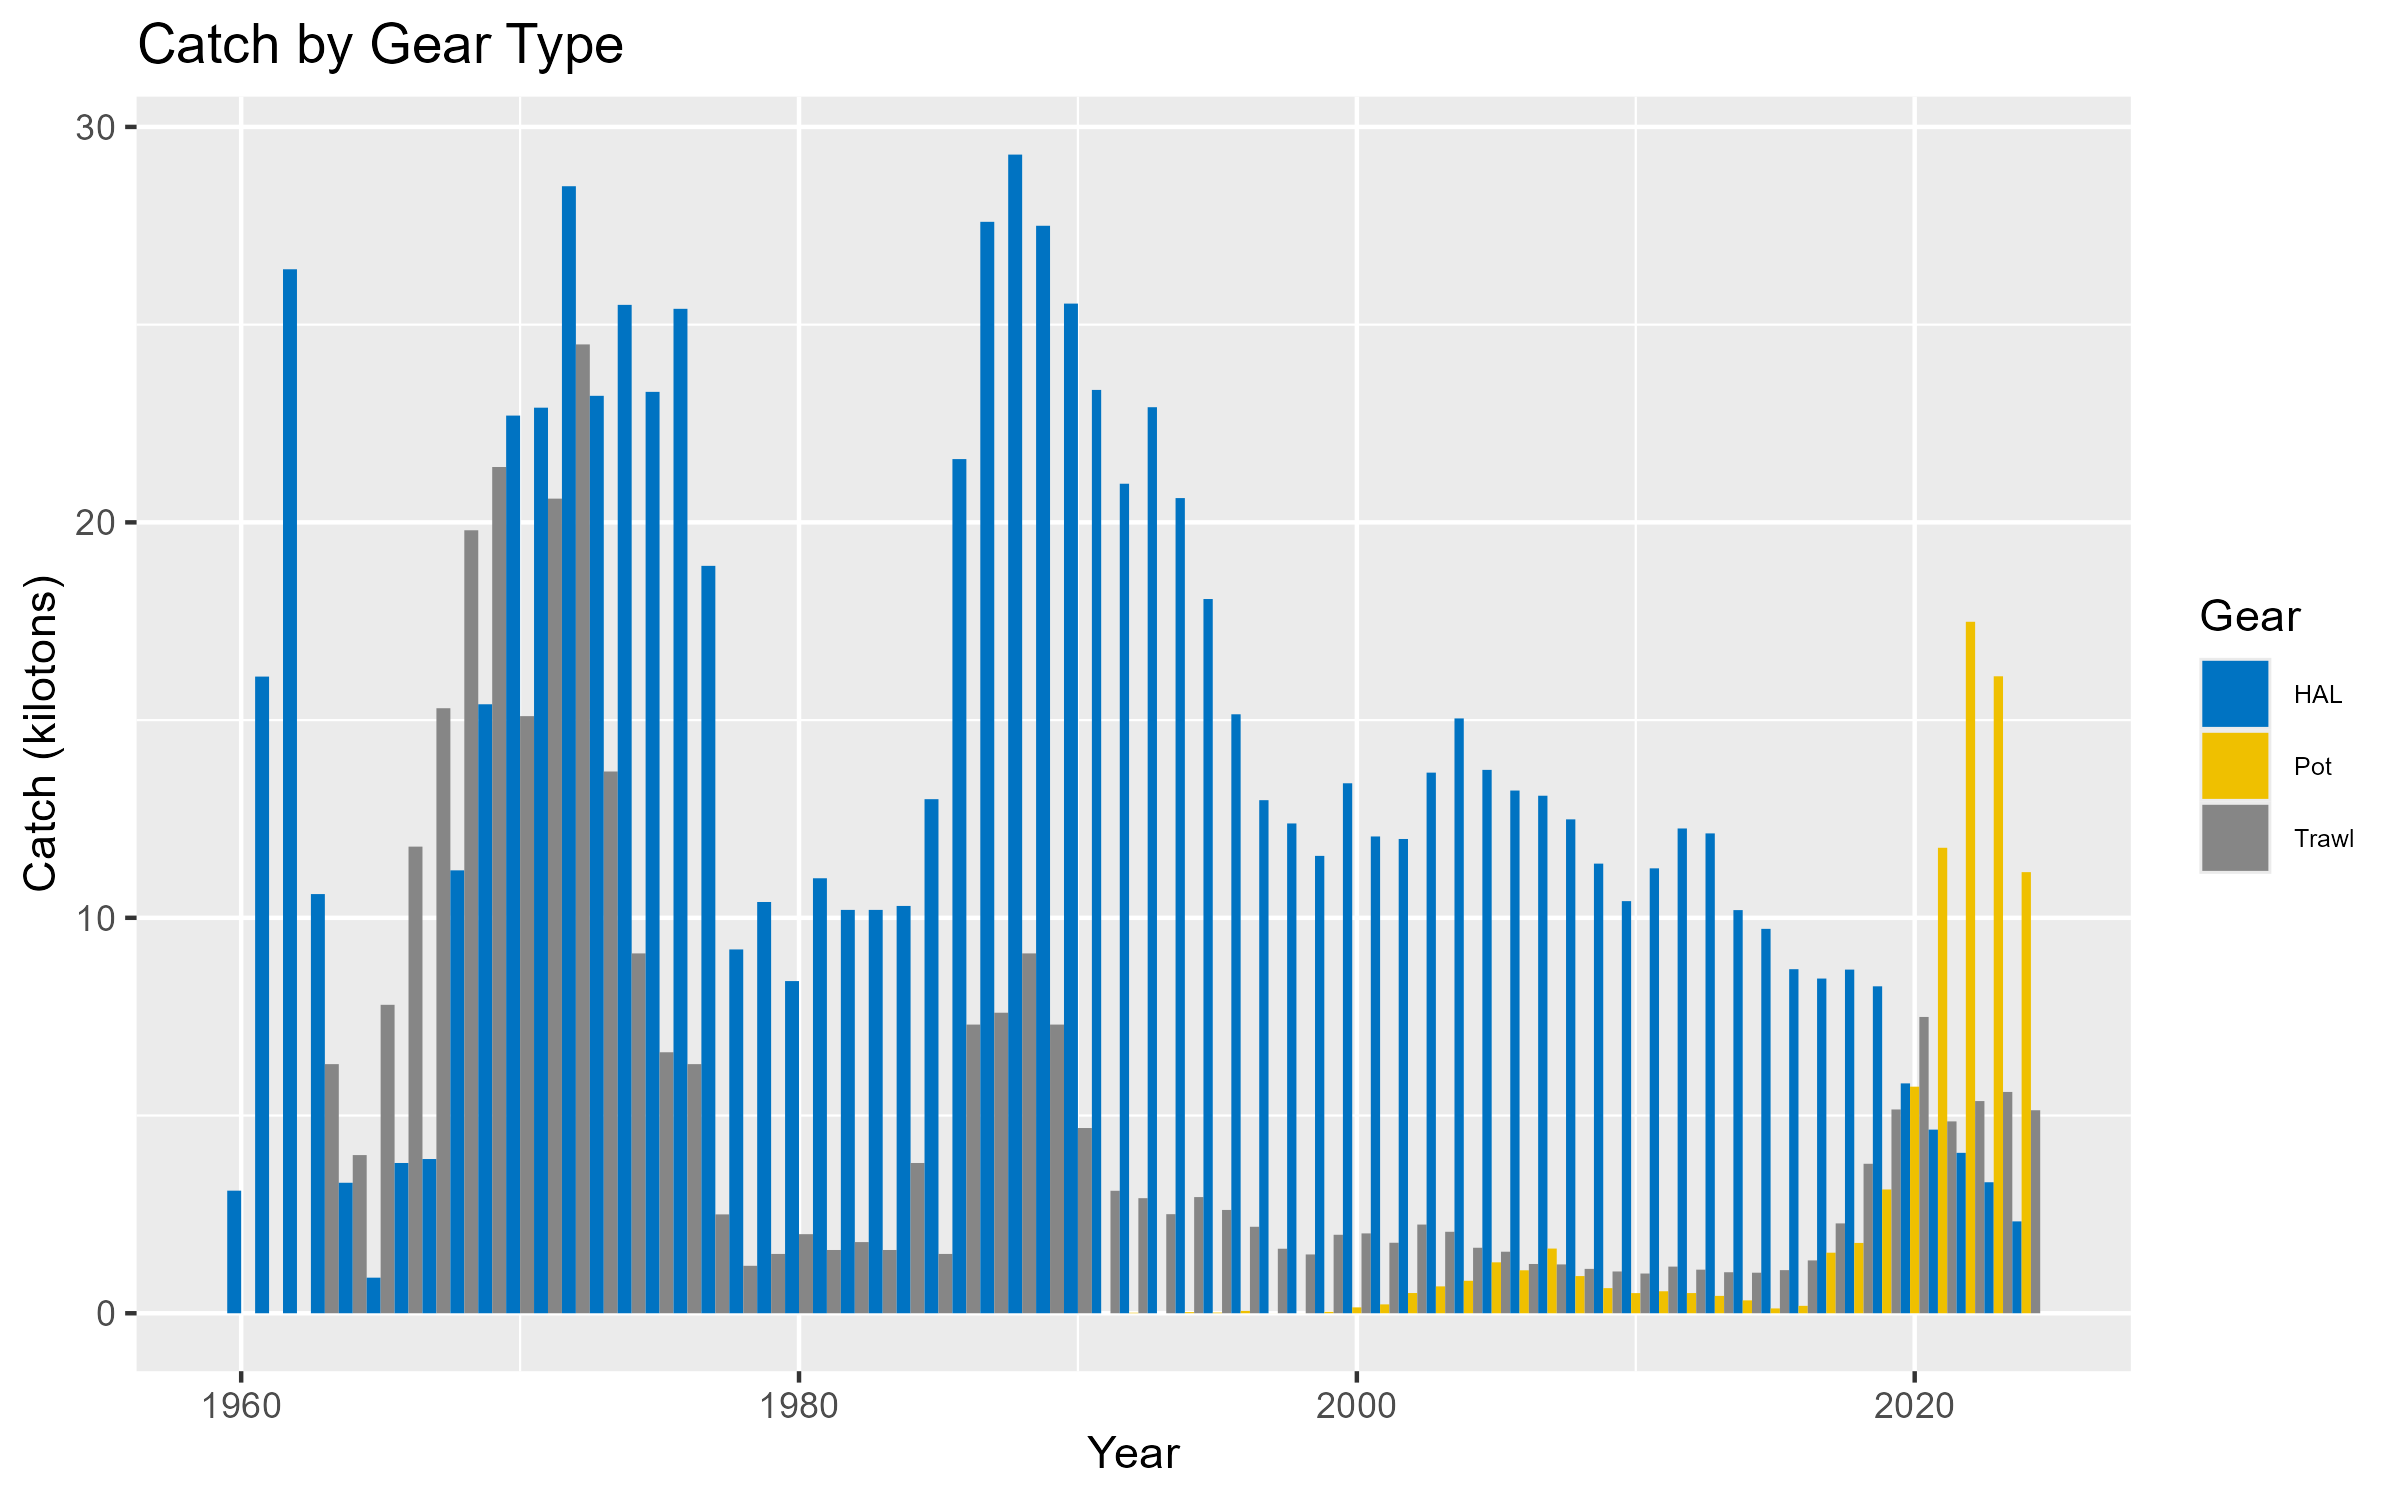 Catch by Gear Type
30
20
10
0
Catch (kilotons)
1960
1980
2000
2020
Year
Gear
HAL
Pot
Trawl